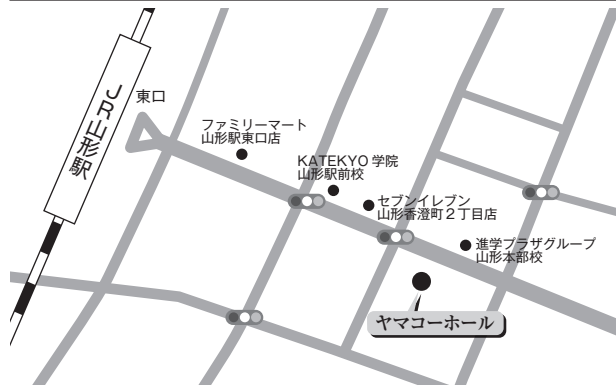 JR山形駅
東口
ファミリーマート
山形駅東口店
KATEKYO 学院
山形駅前校
セブンイレブン
山形香澄町2丁目店
進学プラザグループ
山形本部校
ヤマコーホール